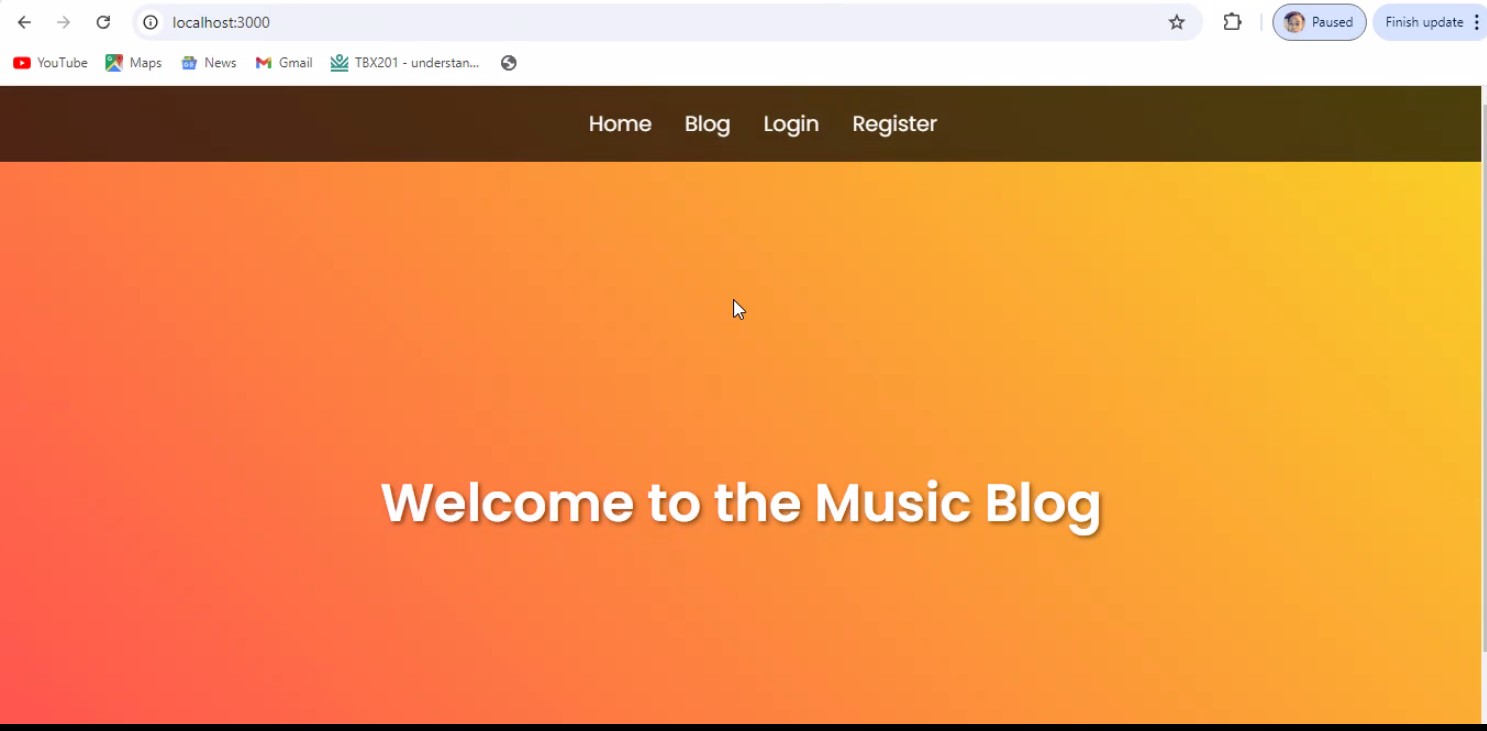 localhost:3000
Paused
Finish update
YouTube
Maps
News
Gmail
TBX201 - understan...
Home
Blog
Login
Register
Welcome to the Music Blog